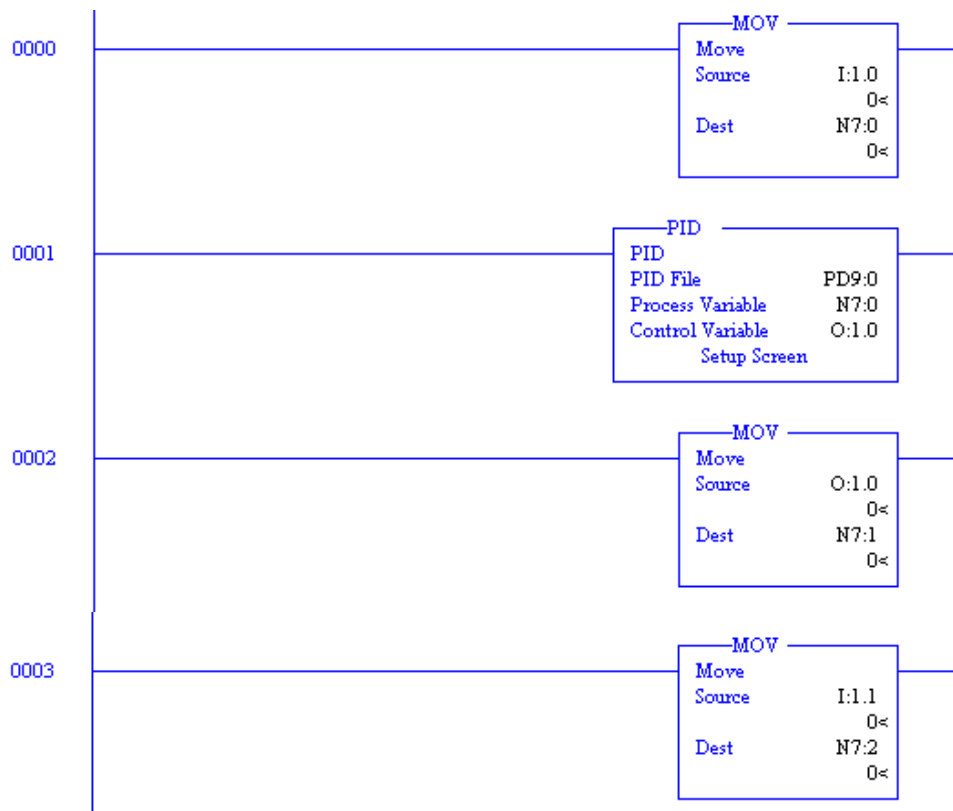 0000
MOV
Move
Source I:1.0
0<
Dest N7:0
0<
0001
PID
PID
PID File PD9:0
Process Variable N7:0
Control Variable O:1.0
Setup Screen
0002
MOV
Move
Source O:1.0
0<
Dest N7:1
0<
0003
MOV
Move
Source I:1.1
0<
Dest N7:2
0<